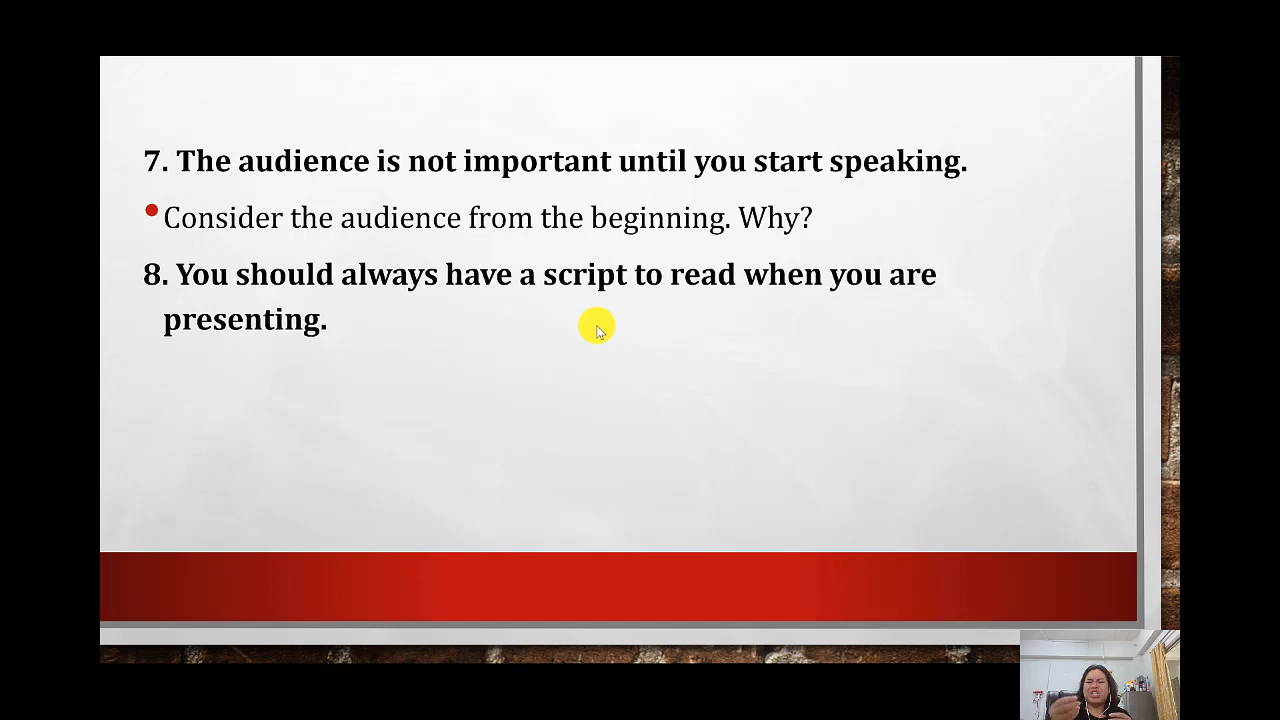 7. The audience is not important until you start speaking.
Consider the audience from the beginning. Why?
8. You should always have a script to read when you are
presenting.